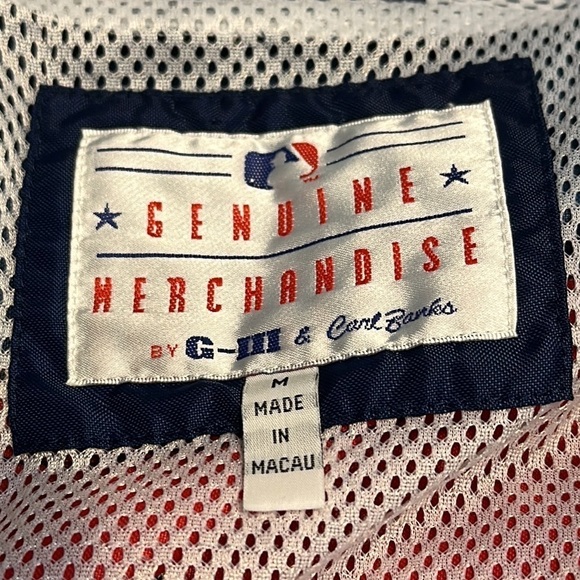 GENUINE
MERCHANDISE
BY G-III & Carl Banks
M
MADE
IN
MACAU